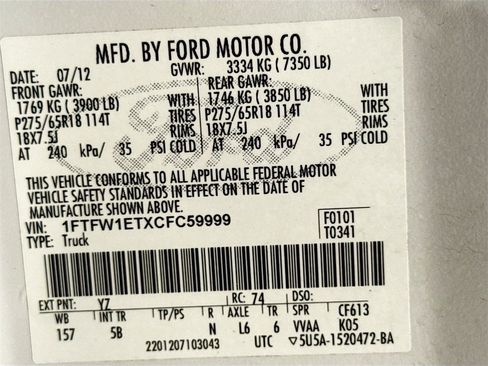 MFD. BY FORD MOTOR CO.
DATE: 07/12 GVWR: 3334 KG ( 7350 LB)
FRONT GAWR: REAR GAWR:
1769 KG ( 3900 LB) WITH 1746 KG ( 3850 LB) WITH
P275/65R18 114T TIRES P275/65R18 114T TIRES
18X7.5J RIMS 18X7.5J RIMS
AT 240 kPa/ 35 PSI COLD AT 240 kPa/ 35 PSI COLD
THIS VEHICLE CONFORMS TO ALL APPLICABLE FEDERAL MOTOR
VEHICLE SAFETY STANDARDS IN EFFECT ON THE DATE OF
MANUFACTURE SHOWN ABOVE.
VIN: 1FTFW1ETXCFC59999 F0101
TYPE: Truck T0341
EXT PNT: YZ RC: 74 DSO:
WB TP/PS R AXLE TR SPR CF613
157 5B N L6 6 VVAA K05
2201207103043 UTC ▽5U5A-1520472-BA
Ford